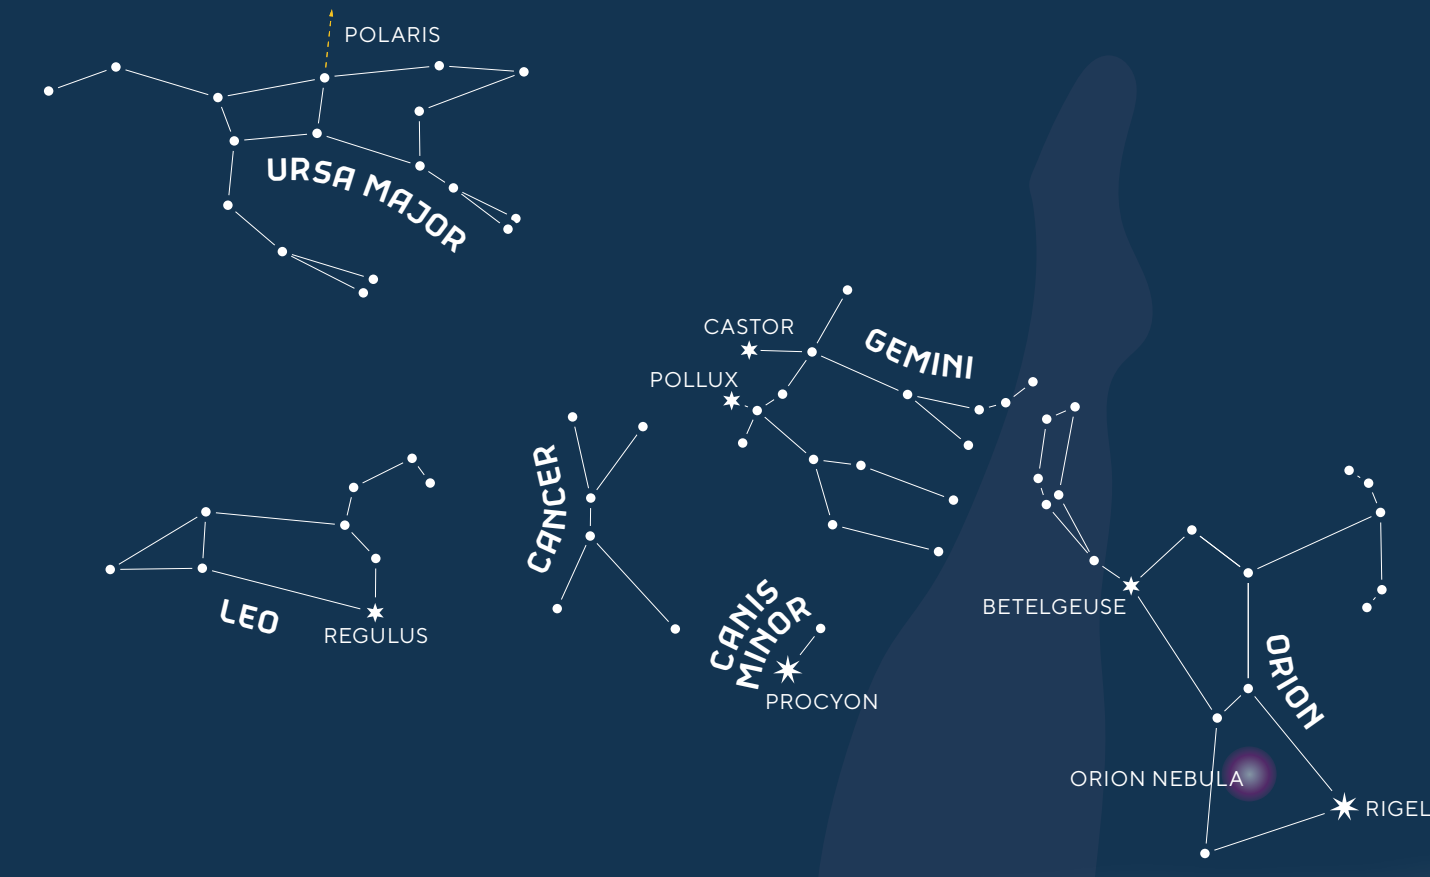 POLARIS
URSA MAJOR
CASTOR
GEMINI
POLLUX
CANCER
LEO
REGULUS
CANIS
MINOR
PROCYON
BETELGEUSE
ORION
ORION NEBULA
RIGEL